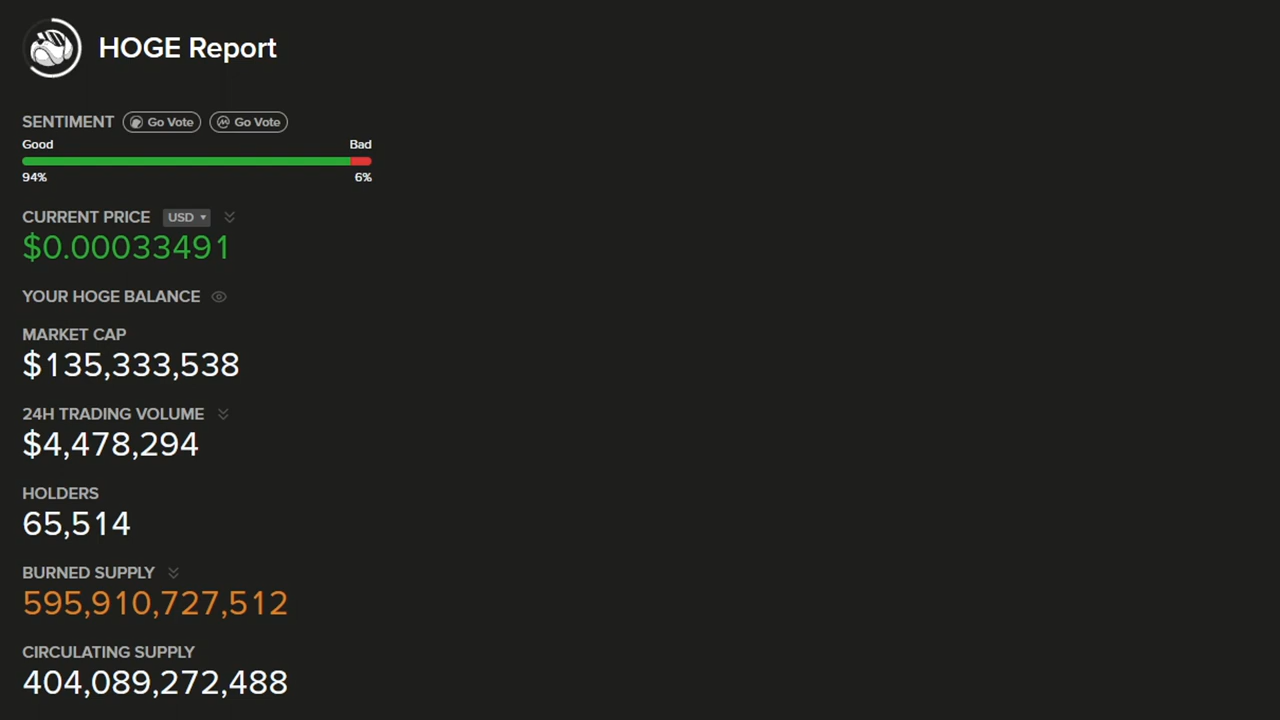 HOGE Report
SENTIMENT Go Vote Go Vote
Good Bad
94% 6%
CURRENT PRICE USD
$0.00033491
YOUR HOGE BALANCE
MARKET CAP
$135,333,538
24H TRADING VOLUME
$4,478,294
HOLDERS
65,514
BURNED SUPPLY
595,910,727,512
CIRCULATING SUPPLY
404,089,272,488